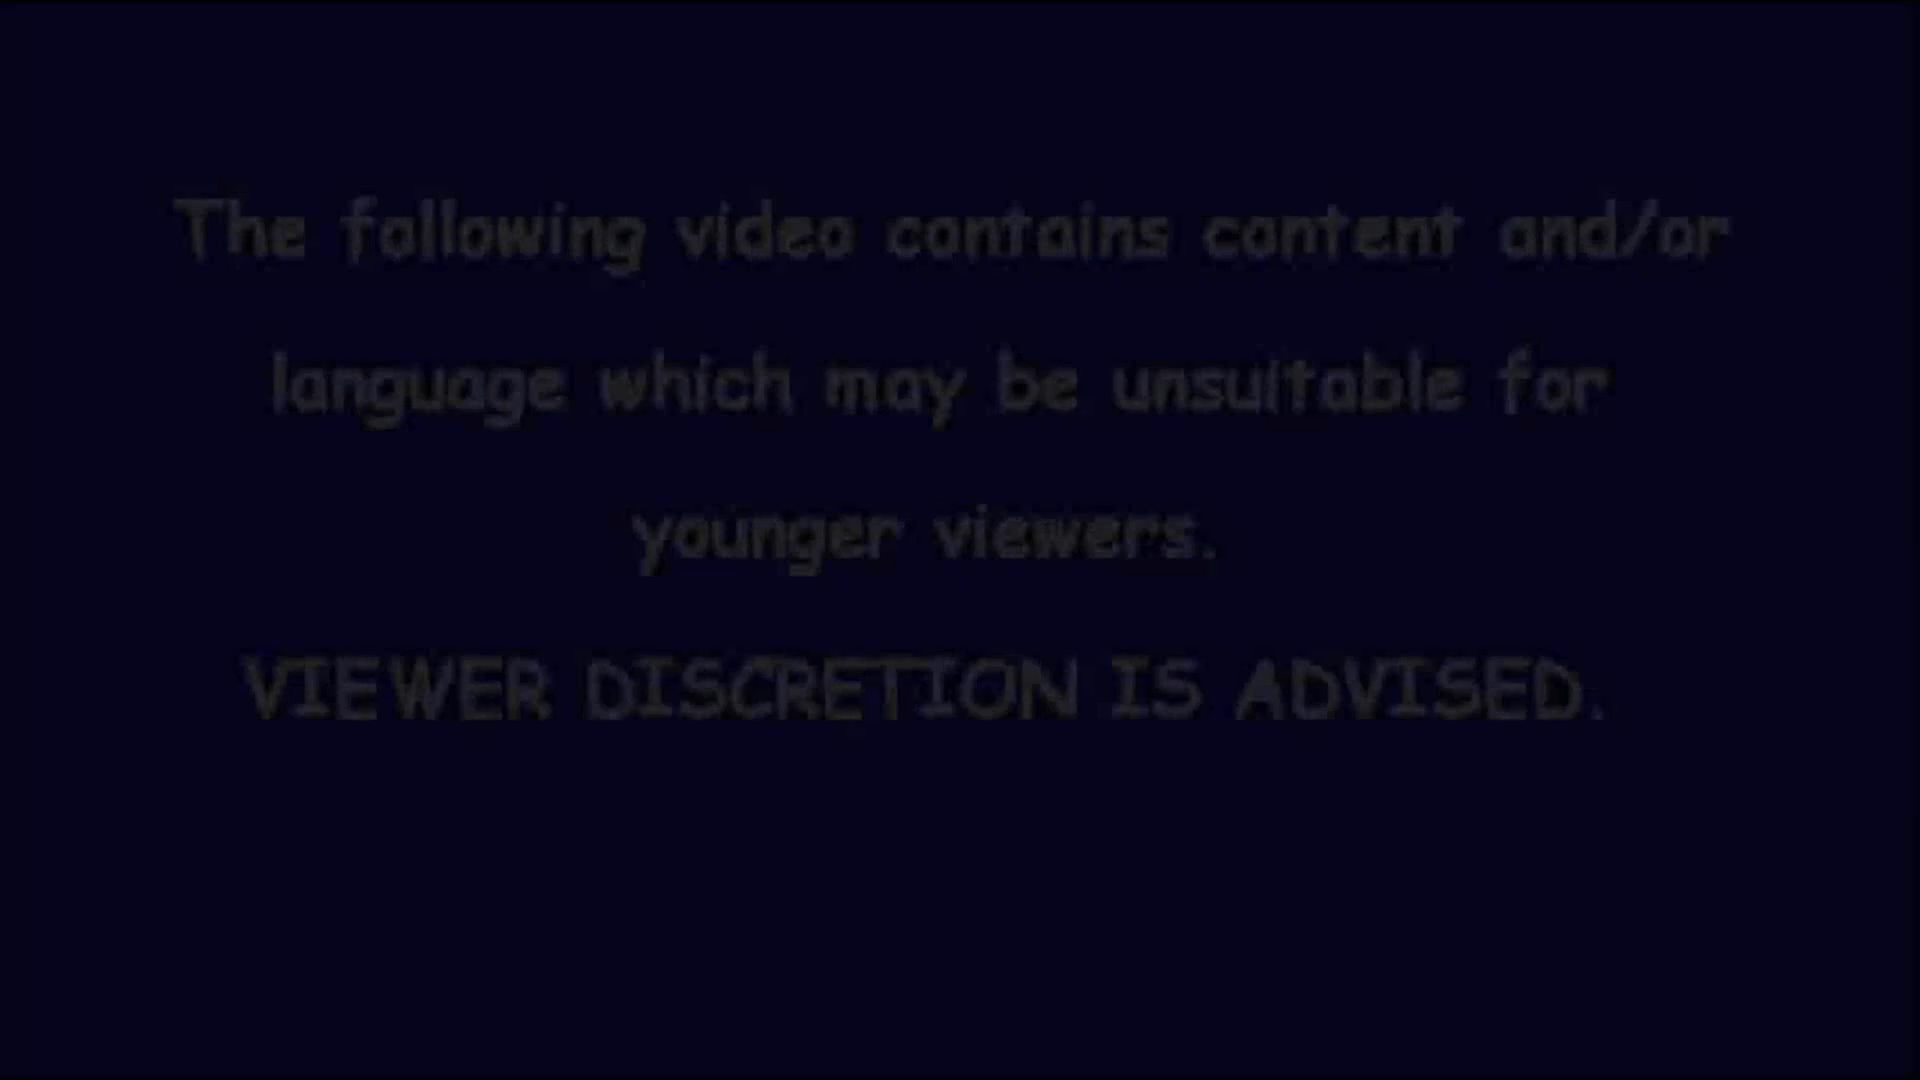 The following video contains content and/or
language which may be unsuitable for
younger viewers.
VIEWER DISCRETION IS ADVISED.